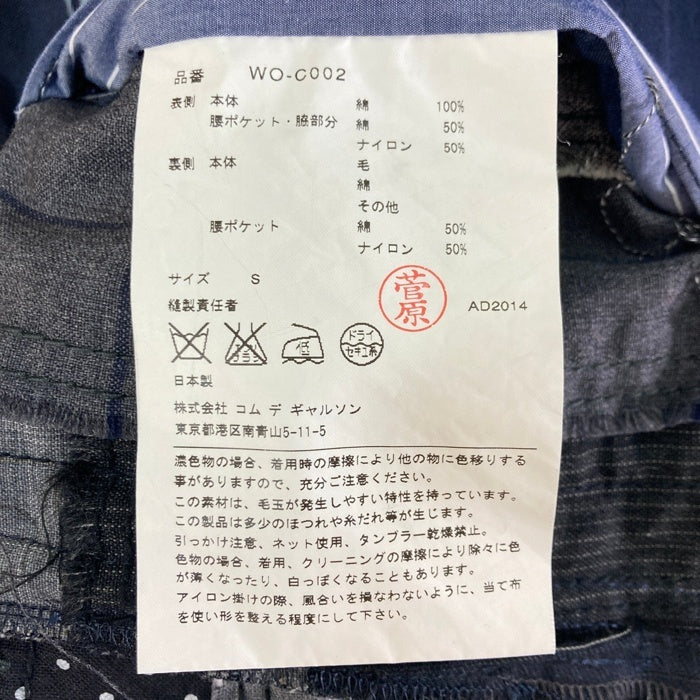 品番 WO-C002
表側 本体 綿 100%
腰ポケット・脇部分 綿 50%
ナイロン 50%
裏側 本体 毛
綿
その他
腰ポケット 綿 50%
ナイロン 50%
サイズ S
縫製責任者 菅原 AD2014
エンソサラシ
ドライ
低 セキユ系
日本製
株式会社 コム デ ギャルソン
東京都港区南青山5-11-5
濃色物の場合、着用時の摩擦により他の物に色移りする
事がありますので、充分ご注意ください。
この素材は、毛玉が発生しやすい特性を持っています。
この製品は多少のほつれや糸だれ等が生じます。
引っかけ注意、ネット使用、タンブラー乾燥禁止。
色物の場合、着用、クリーニングの摩擦により除々に色
が薄くなったり、白っぽくなることもあります。
アイロン掛けの際、風合いを損なわないように、当て布
を使い形を整える程度にして下さい。